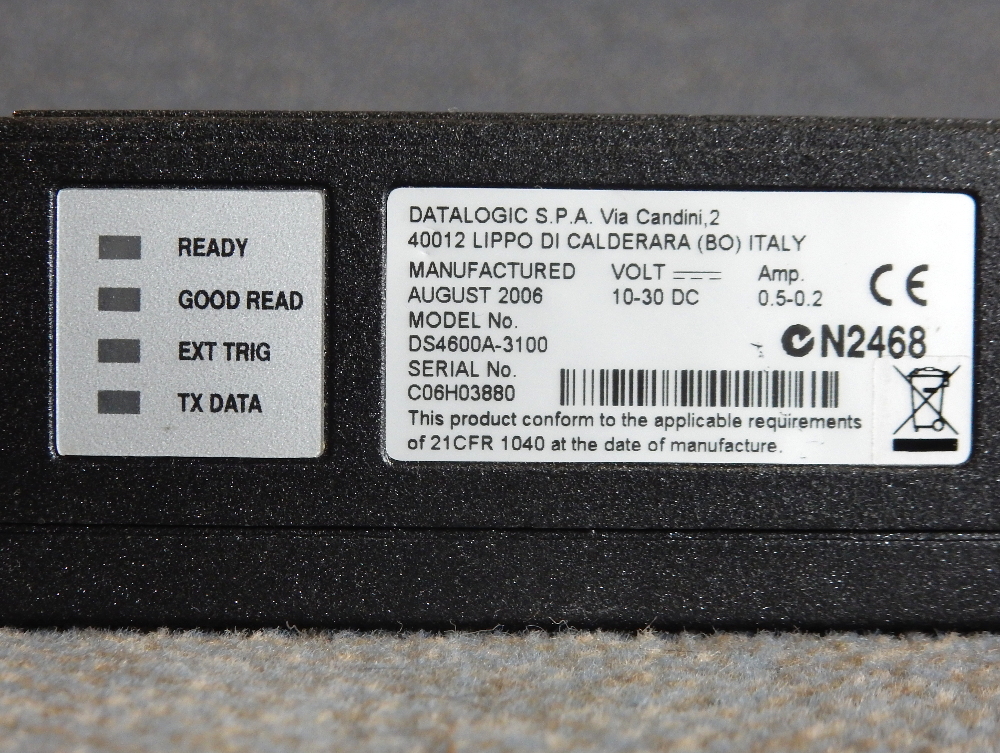 READY
GOOD READ
EXT TRIG
TX DATA
DATALOGIC S.P.A. Via Candini,2
40012 LIPPO DI CALDERARA (BO) ITALY
MANUFACTURED VOLT Amp.
AUGUST 2006 10-30 DC 0.5-0.2
CE
MODEL No.
DS4600A-3100
N2468
SERIAL No.
C06H03880
This product conform to the applicable requirements
of 21CFR 1040 at the date of manufacture.